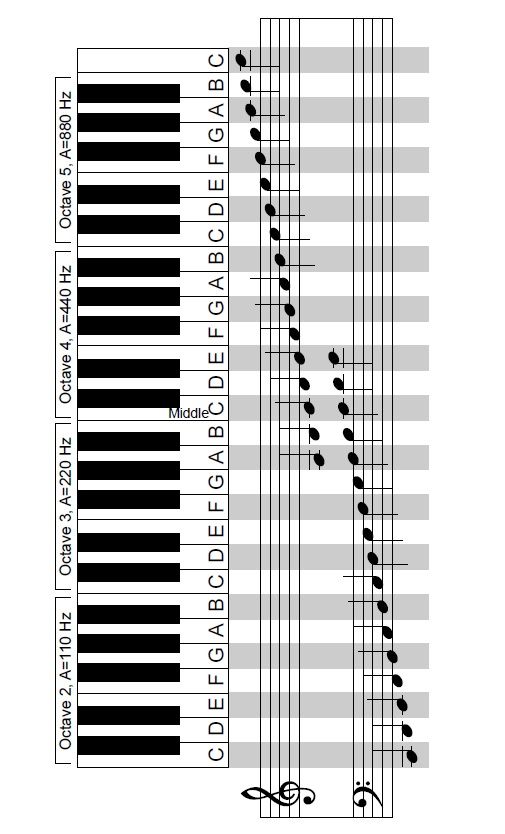 Octave 2, A=110 Hz Octave 3, A=220 Hz Octave 4, A=440 Hz Octave 5, A=880 Hz
Middle
C D E F G A B C D E F G A B C D E F G A B C D E F G A B C